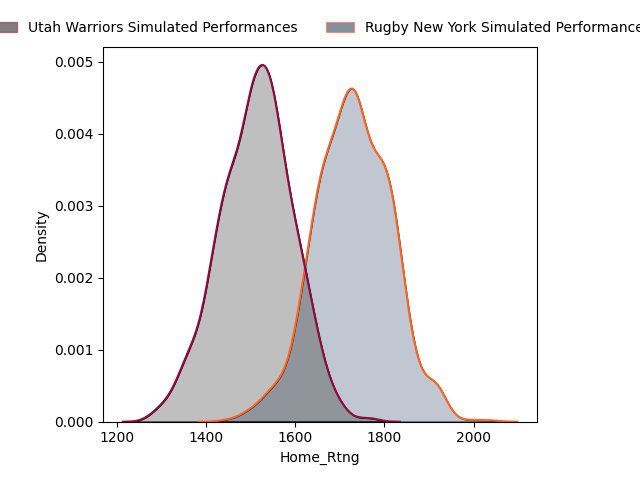 Utah Warriors Simulated Performances Rugby New York Simulated Performance
0.005
0.004
0.003
0.002
0.001
0.000
Density
1200 1400 1600 1800 2000
Home_Rtng